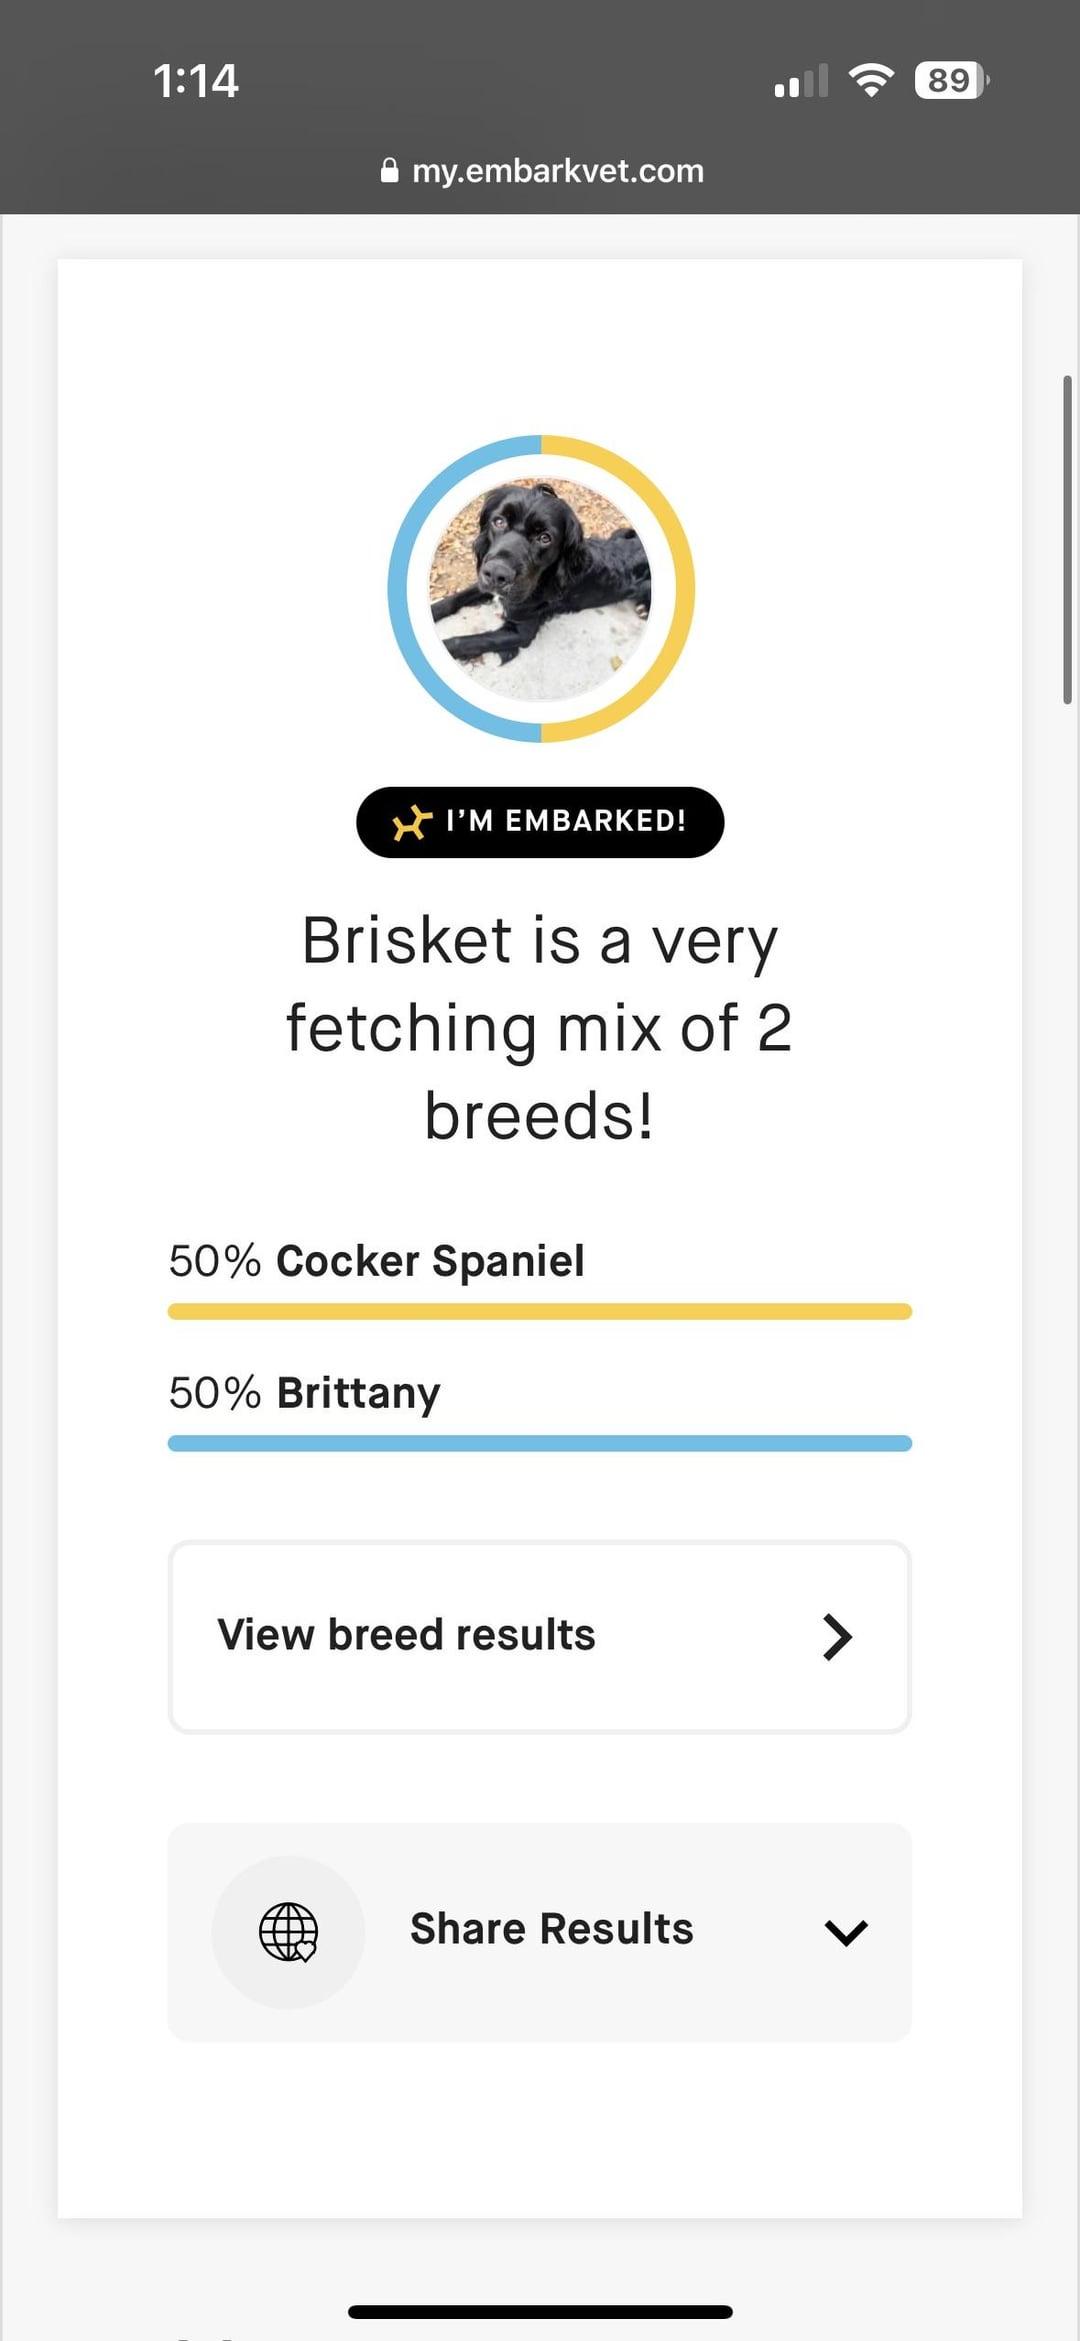 1:14
89
my.embarkvet.com
I'M EMBARKED!
Brisket is a very
fetching mix of 2
breeds!
50% Cocker Spaniel
50% Brittany
View breed results
Share Results